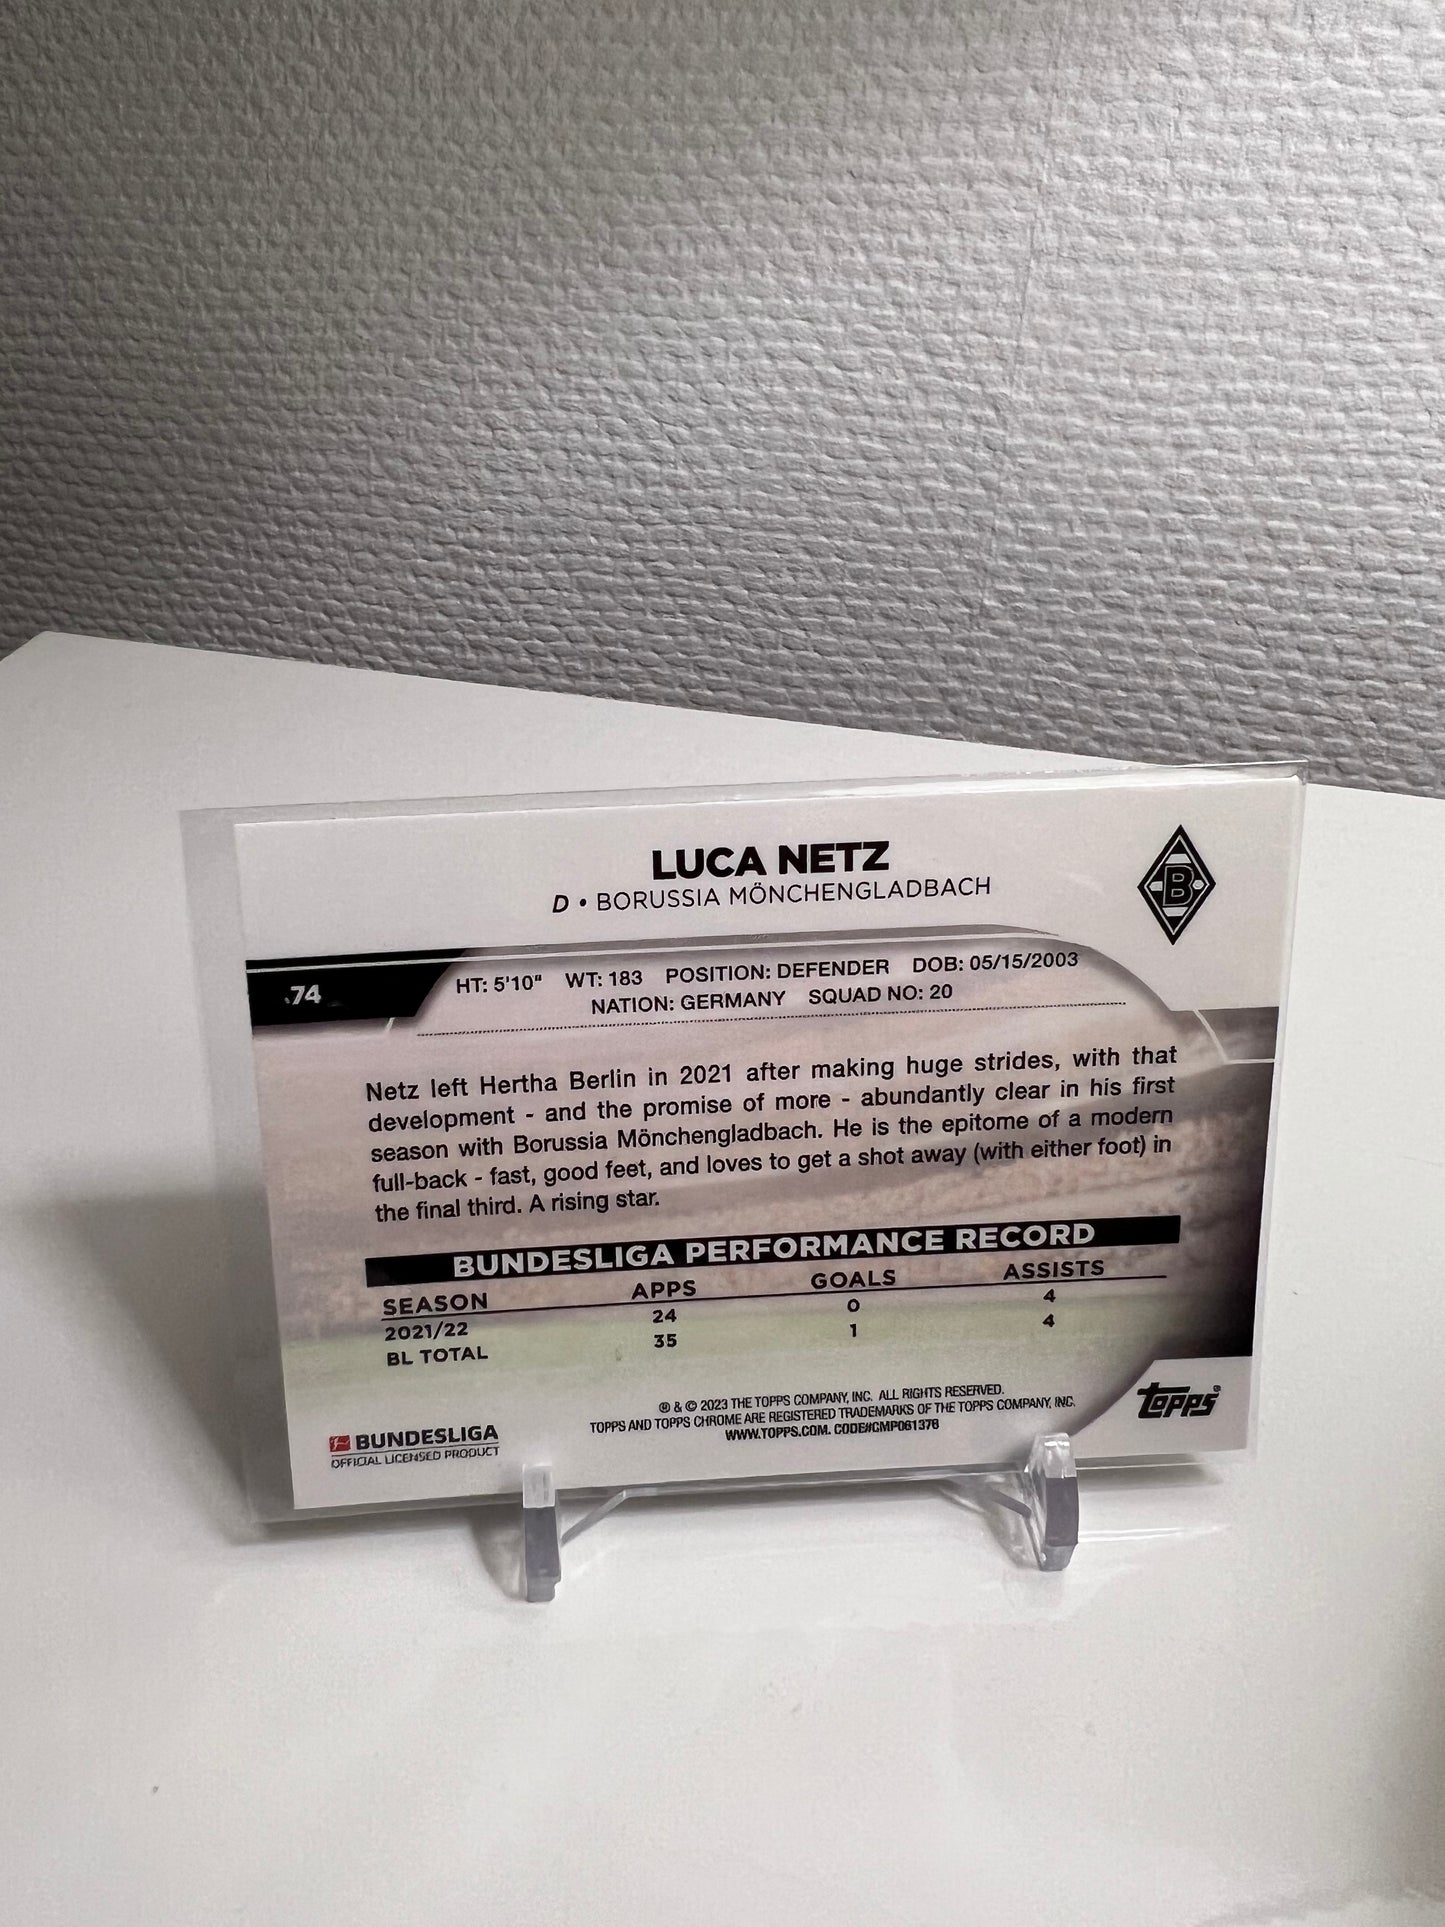 LUCA NETZ
D • BORUSSIA MÖNCHENGLADBACH
B
74
HT: 5'10" WT: 183 POSITION: DEFENDER DOB: 05/15/2003
NATION: GERMANY SQUAD NO: 20
Netz left Hertha Berlin in 2021 after making huge strides, with that
development - and the promise of more - abundantly clear in his first
season with Borussia Mönchengladbach. He is the epitome of a modern
full-back - fast, good feet, and loves to get a shot away (with either foot) in
the final third. A rising star.
BUNDESLIGA PERFORMANCE RECORD
SEASON APPS GOALS ASSISTS
2021/22 24 0 4
BL TOTAL 35 1 4
® & © 2023 THE TOPPS COMPANY, INC. ALL RIGHTS RESERVED.
TOPPS AND TOPPS CHROME ARE REGISTERED TRADEMARKS OF THE TOPPS COMPANY, INC.
WWW.TOPPS.COM. CODE#CMP061376
BUNDESLIGA
OFFICIAL LICENSED PRODUCT
TOPPS®